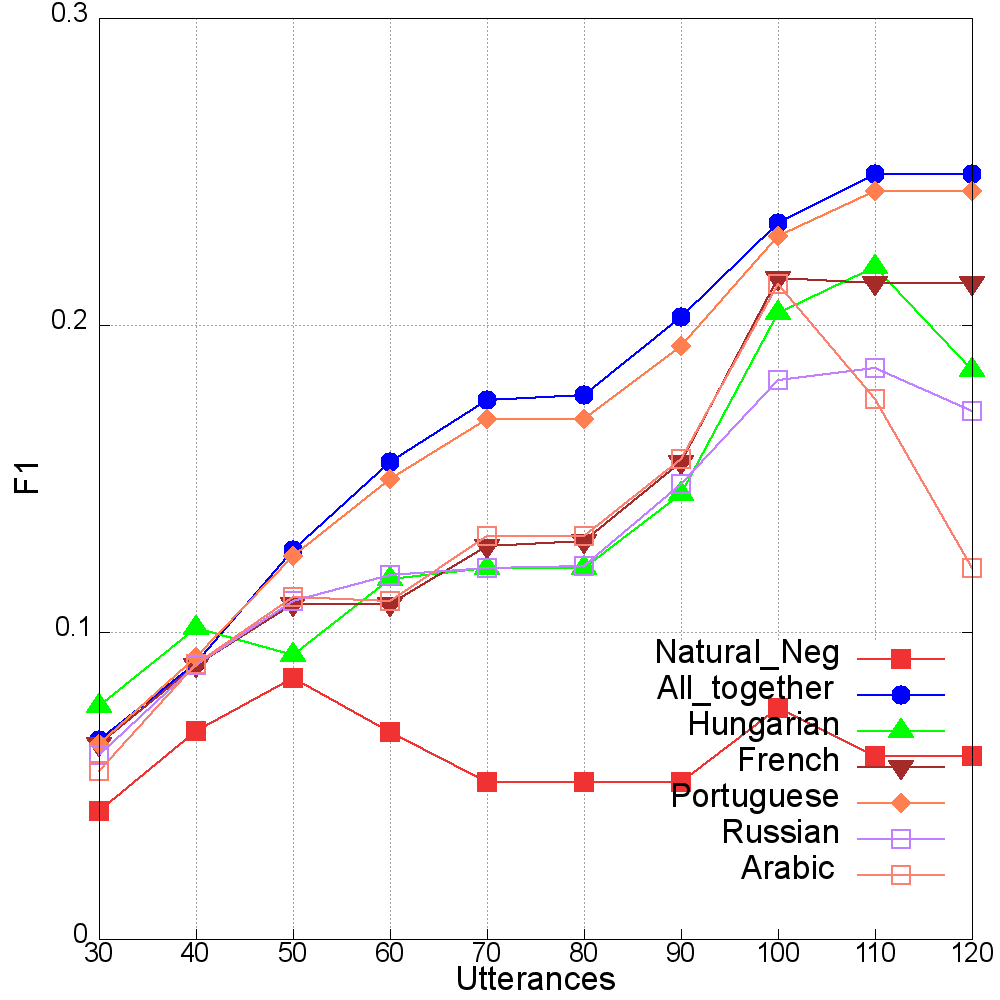 0.3
0.2
0.1
0
F1
30 40 50 60 70 80 90 100 110 120
Utterances
Natural_Neg
All_together
Hungarian
French
Portuguese
Russian
Arabic